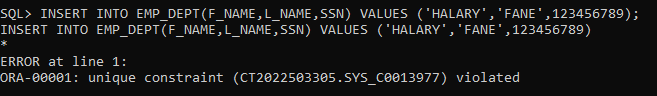 SQL> INSERT INTO EMP_DEPT(F_NAME,L_NAME,SSN) VALUES ('HALARY','FANE',123456789);
INSERT INTO EMP_DEPT(F_NAME,L_NAME,SSN) VALUES ('HALARY','FANE',123456789)
*
ERROR at line 1:
ORA-00001: unique constraint (CT2022503305.SYS_C0013977) violated